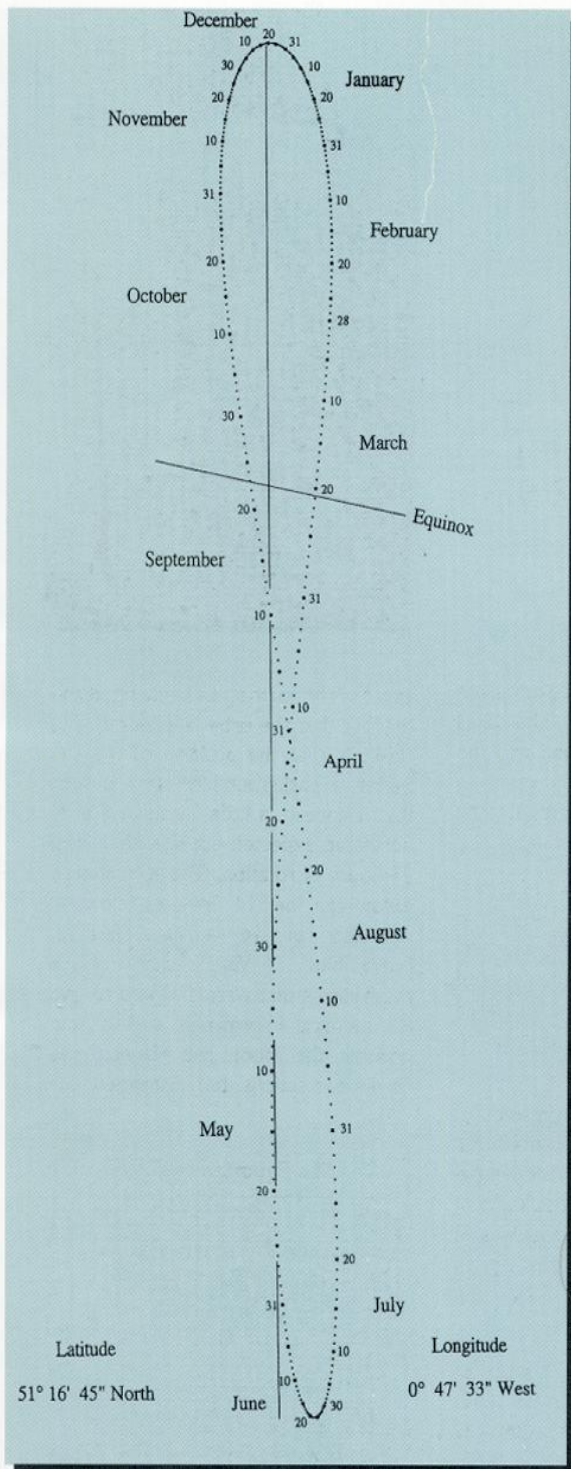 December
10 20 31
30 10
January
20 20
November
10 31
31 10
February
20 20
October
28
10
10
30
March
20
20
Equinox
September
31
10
10
31
April
20
20
August
30
10
10
May
31
20
20
31
July
Latitude
Longitude
10
10
51° 16' 45" North
0° 47' 33" West
June
30
20